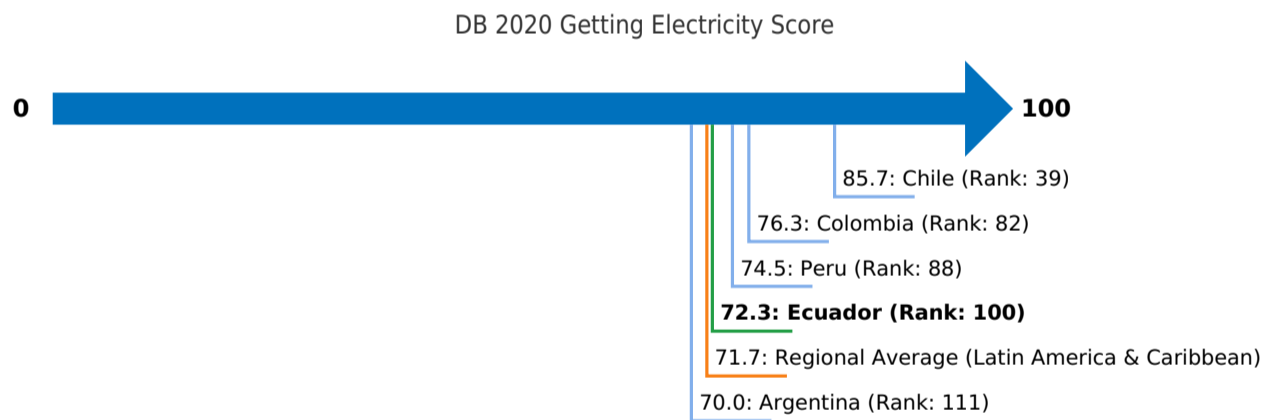 DB 2020 Getting Electricity Score
0
100
85.7: Chile (Rank: 39)
76.3: Colombia (Rank: 82)
74.5: Peru (Rank: 88)
72.3: Ecuador (Rank: 100)
71.7: Regional Average (Latin America & Caribbean)
70.0: Argentina (Rank: 111)